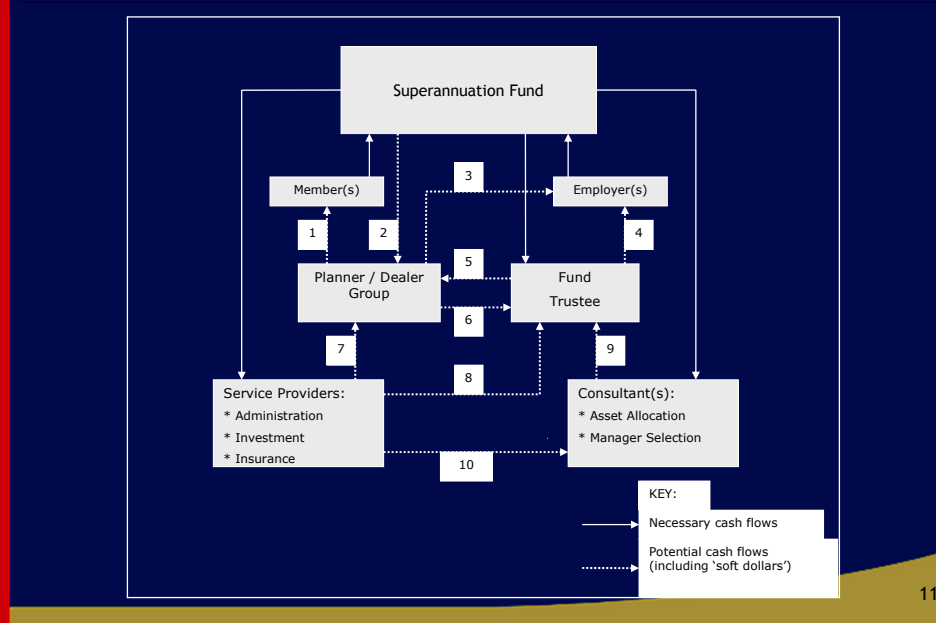 Superannuation Fund
Member(s)
3
Employer(s)
1
2
4
Planner / Dealer
Group
5
Fund
Trustee
6
7
8
9
Service Providers:
* Administration
* Investment
* Insurance
Consultant(s):
* Asset Allocation
* Manager Selection
10
KEY:
Necessary cash flows
Potential cash flows
(including ‘soft dollars’)
11